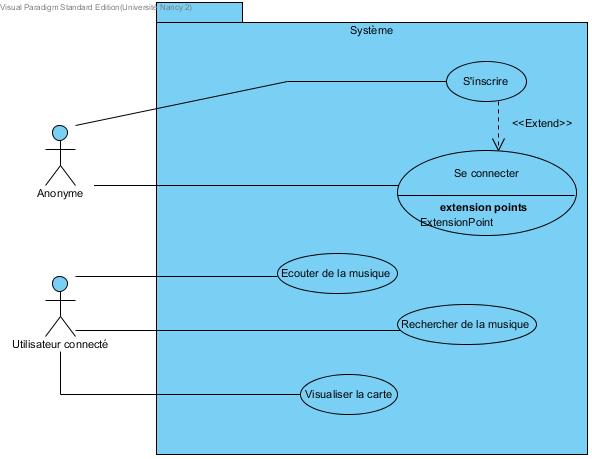 Visual Paradigm Standard Edition(Université Nancy 2)
Système
S'inscrire
<<Extend>>
Se connecter
extension points
ExtensionPoint
Anonyme
Ecouter de la musique
Rechercher de la musique
Utilisateur connecté
Visualiser la carte